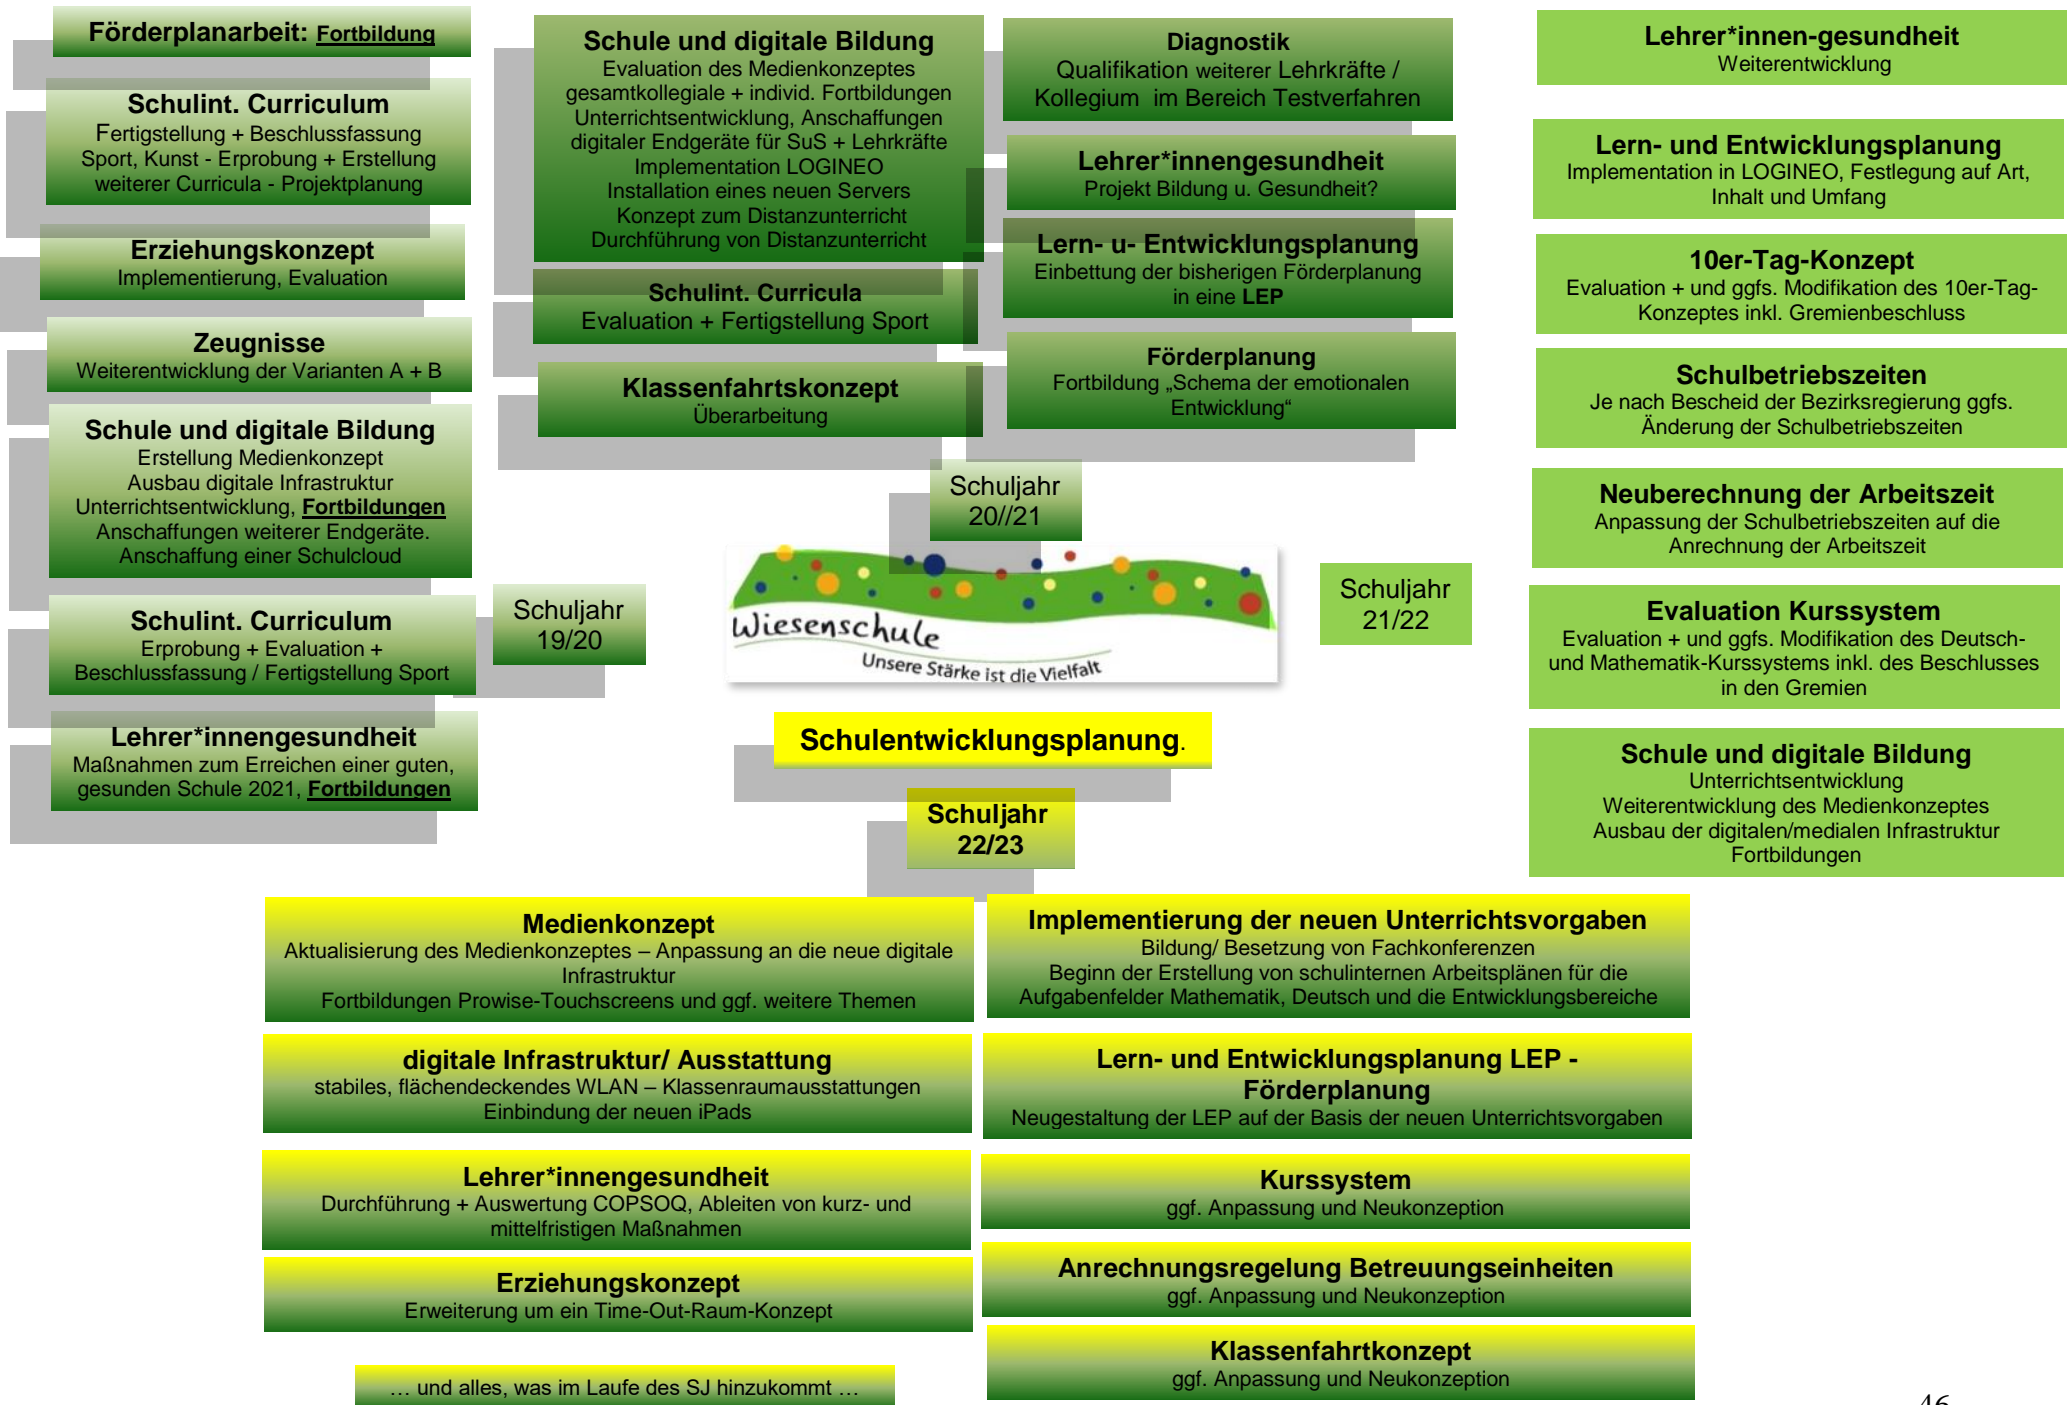 Förderplanarbeit: Fortbildung
Schulint. Curriculum
Fertigstellung + Beschlussfassung
Sport, Kunst - Erprobung + Erstellung
weiterer Curricula - Projektplanung
Erziehungskonzept
Implementierung, Evaluation
Zeugnisse
Weiterentwicklung der Varianten A + B
Schule und digitale Bildung
Erstellung Medienkonzept
Ausbau digitale Infrastruktur
Unterrichtsentwicklung, Fortbildungen
Anschaffungen weiterer Endgeräte.
Anschaffung einer Schulcloud
Schulint. Curriculum
Erprobung + Evaluation +
Beschlussfassung / Fertigstellung Sport
Lehrer*innengesundheit
Maßnahmen zum Erreichen einer guten,
gesunden Schule 2021, Fortbildungen
Schuljahr
19/20
Schule und digitale Bildung
Evaluation des Medienkonzeptes
gesamtkollegiale + individ. Fortbildungen
Unterrichtsentwicklung, Anschaffungen
digitaler Endgeräte für SuS + Lehrkräfte
Implementation LOGINEO
Installation eines neuen Servers
Konzept zum Distanzunterricht
Durchführung von Distanzunterricht
Schulint. Curricula
Evaluation + Fertigstellung Sport
Klassenfahrtskonzept
Überarbeitung
Diagnostik
Qualifikation weiterer Lehrkräfte /
Kollegium im Bereich Testverfahren
Lehrer*innengesundheit
Projekt Bildung u. Gesundheit?
Lern- u- Entwicklungsplanung
Einbettung der bisherigen Förderplanung
in eine LEP
Förderplanung
Fortbildung „Schema der emotionalen
Entwicklung“
Schuljahr
20//21
Wiesenschule
Unsere Stärke ist die Vielfalt
Schuljahr
21/22
Lehrer*innen-gesundheit
Weiterentwicklung
Lern- und Entwicklungsplanung
Implementation in LOGINEO, Festlegung auf Art,
Inhalt und Umfang
10er-Tag-Konzept
Evaluation + und ggfs. Modifikation des 10er-Tag-
Konzeptes inkl. Gremienbeschluss
Schulbetriebszeiten
Je nach Bescheid der Bezirksregierung ggfs.
Änderung der Schulbetriebszeiten
Neuberechnung der Arbeitszeit
Anpassung der Schulbetriebszeiten auf die
Anrechnung der Arbeitszeit
Evaluation Kurssystem
Evaluation + und ggfs. Modifikation des Deutsch-
und Mathematik-Kurssystems inkl. des Beschlusses
in den Gremien
Schule und digitale Bildung
Unterrichtsentwicklung
Weiterentwicklung des Medienkonzeptes
Ausbau der digitalen/medialen Infrastruktur
Fortbildungen
Schulentwicklungsplanung.
Schuljahr
22/23
Medienkonzept
Aktualisierung des Medienkonzeptes – Anpassung an die neue digitale
Infrastruktur
Fortbildungen Prowise-Touchscreens und ggf. weitere Themen
digitale Infrastruktur/ Ausstattung
stabiles, flächendeckendes WLAN – Klassenraumausstattungen
Einbindung der neuen iPads
Lehrer*innengesundheit
Durchführung + Auswertung COPSOQ, Ableiten von kurz- und
mittelfristigen Maßnahmen
Erziehungskonzept
Erweiterung um ein Time-Out-Raum-Konzept
… und alles, was im Laufe des SJ hinzukommt …
Implementierung der neuen Unterrichtsvorgaben
Bildung/ Besetzung von Fachkonferenzen
Beginn der Erstellung von schulinternen Arbeitsplänen für die
Aufgabenfelder Mathematik, Deutsch und die Entwicklungsbereiche
Lern- und Entwicklungsplanung LEP -
Förderplanung
Neugestaltung der LEP auf der Basis der neuen Unterrichtsvorgaben
Kurssystem
ggf. Anpassung und Neukonzeption
Anrechnungsregelung Betreuungseinheiten
ggf. Anpassung und Neukonzeption
Klassenfahrtkonzept
ggf. Anpassung und Neukonzeption
46